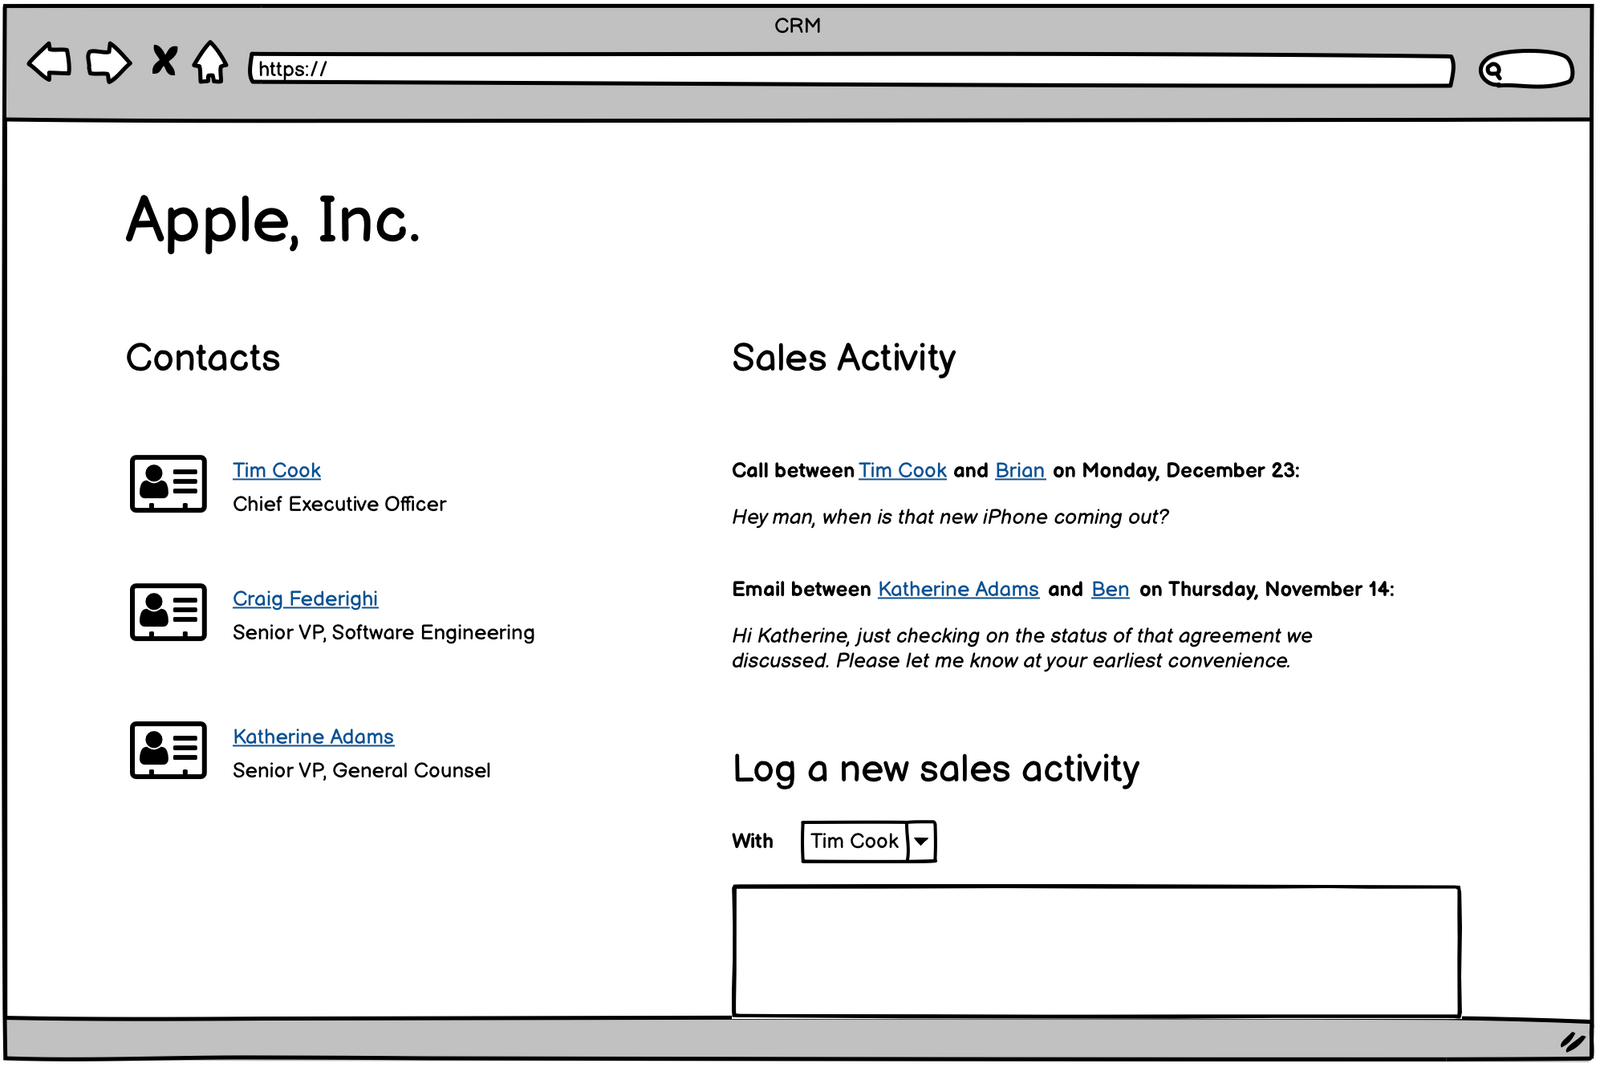 CRM
https://
Apple, Inc.
Contacts
Tim Cook
Chief Executive Officer
Craig Federighi
Senior VP, Software Engineering
Katherine Adams
Senior VP, General Counsel
Sales Activity
Call between Tim Cook and Brian on Monday, December 23:
Hey man, when is that new iPhone coming out?
Email between Katherine Adams and Ben on Thursday, November 14:
Hi Katherine, just checking on the status of that agreement we
discussed. Please let me know at your earliest convenience.
Log a new sales activity
With Tim Cook